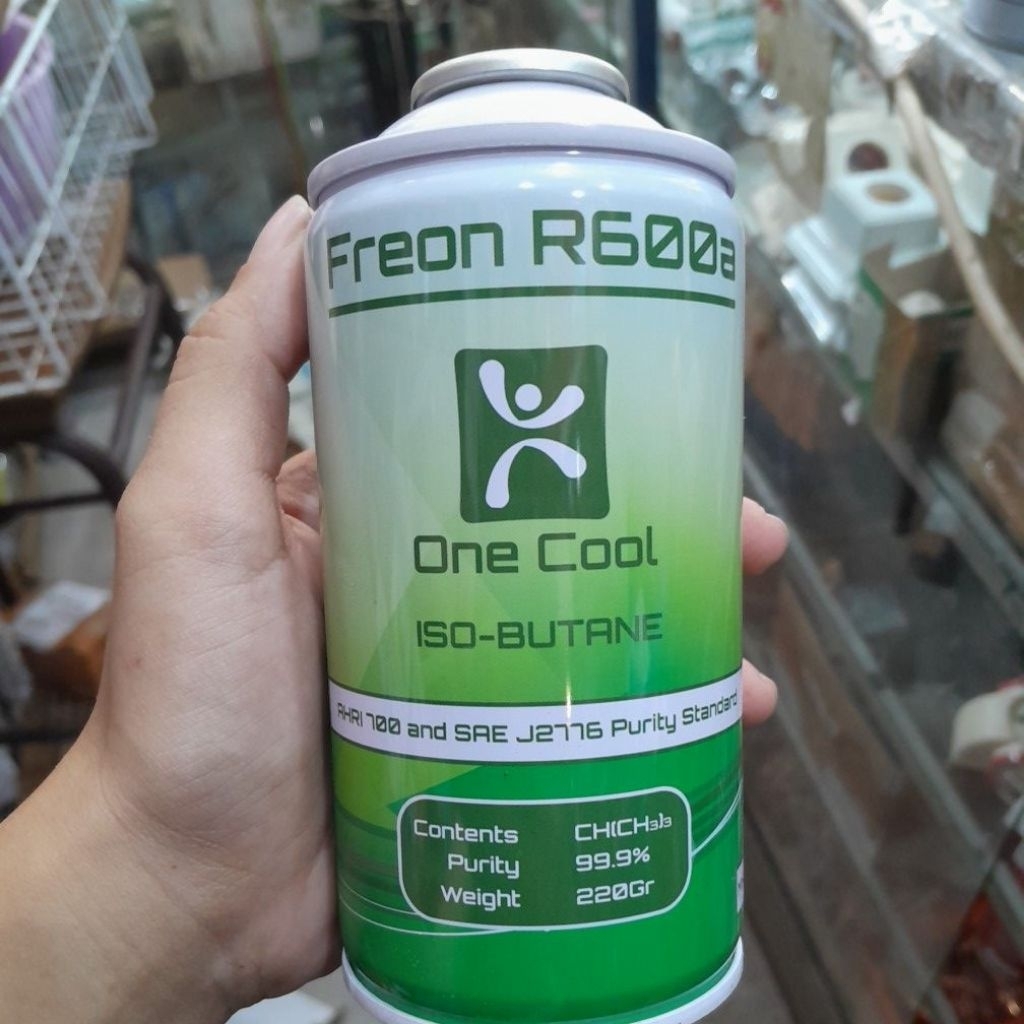 Freon R600a
One Cool
ISO-BUTANE
AHRI 700 and SAE J2776 Purity Standard
Contents CH(CH₃)₃
Purity 99.9%
Weight 220Gr